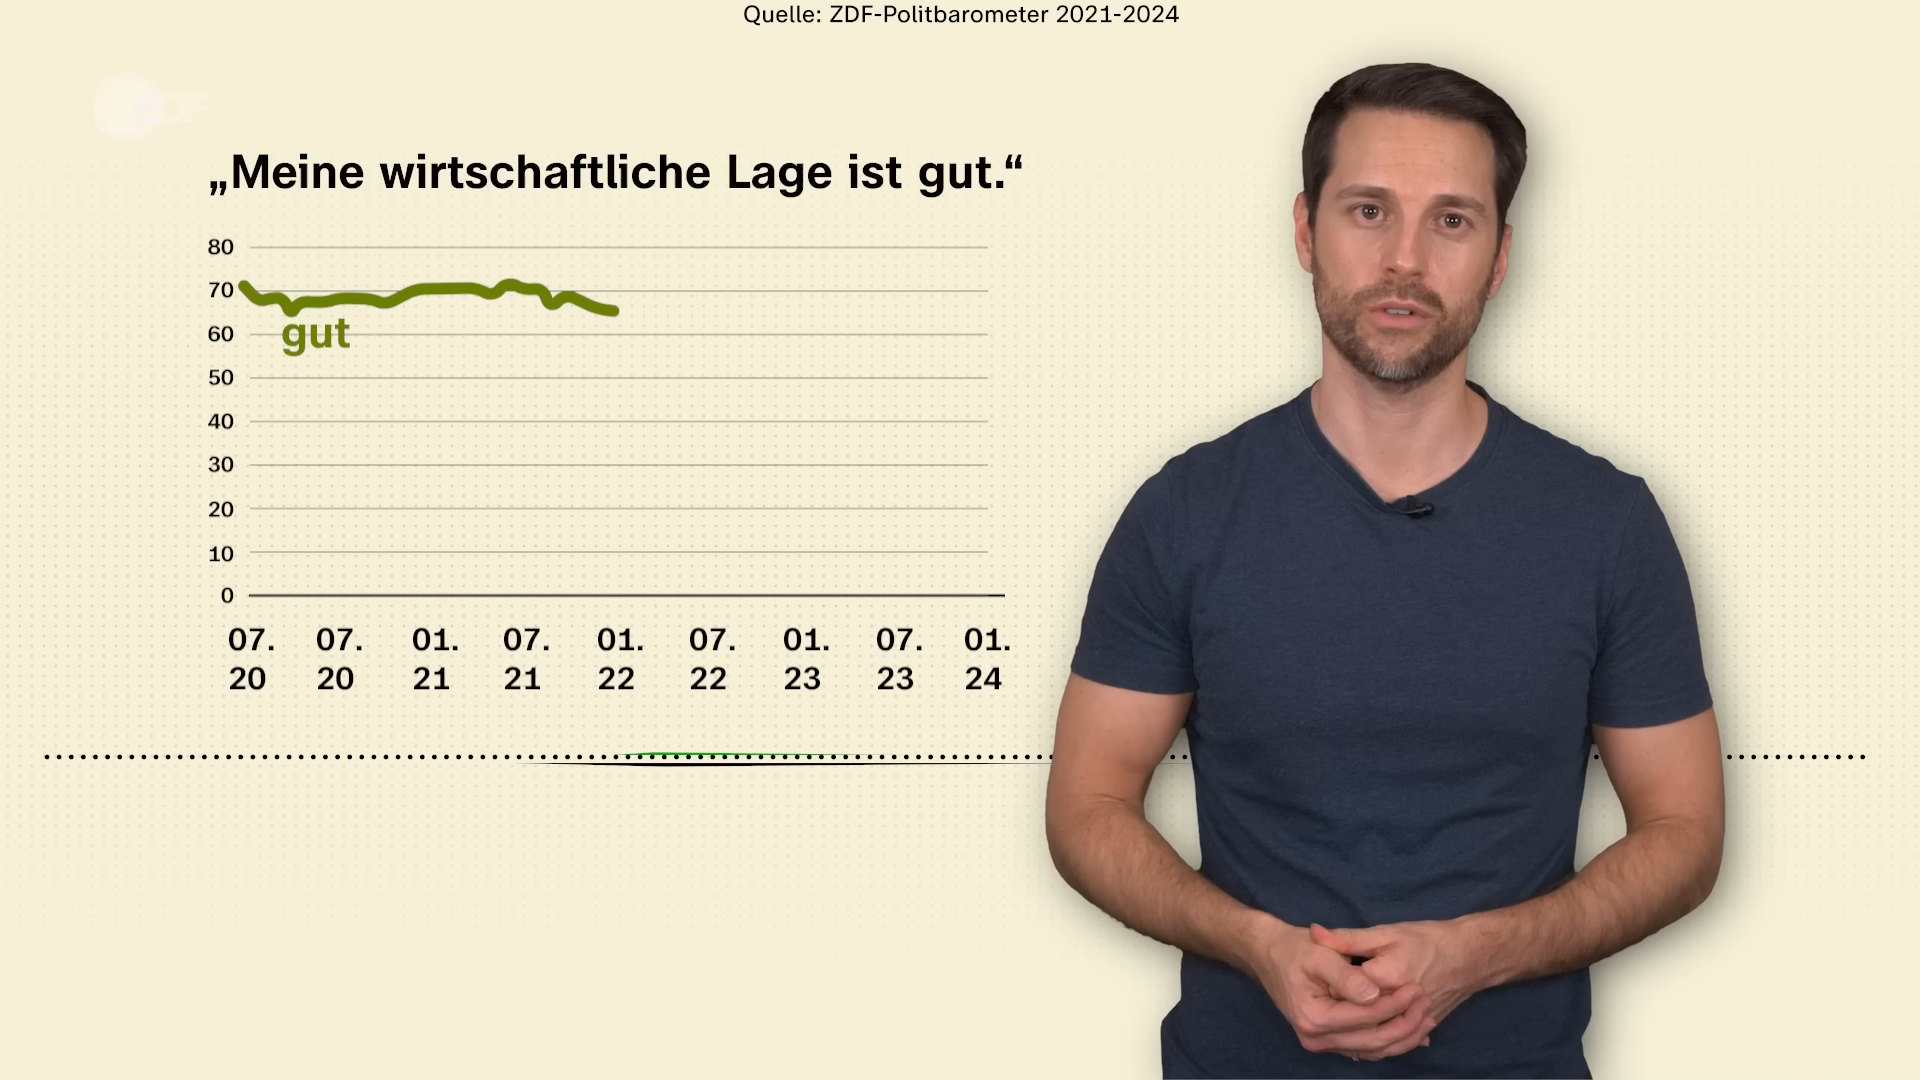 Quelle: ZDF-Politbarometer 2021-2024
ZDF
„Meine wirtschaftliche Lage ist gut.“
80
70
60
50
40
30
20
10
0
gut
07. 07. 01. 07. 01. 07. 01. 07. 01.
20 20 21 21 22 22 23 23 24